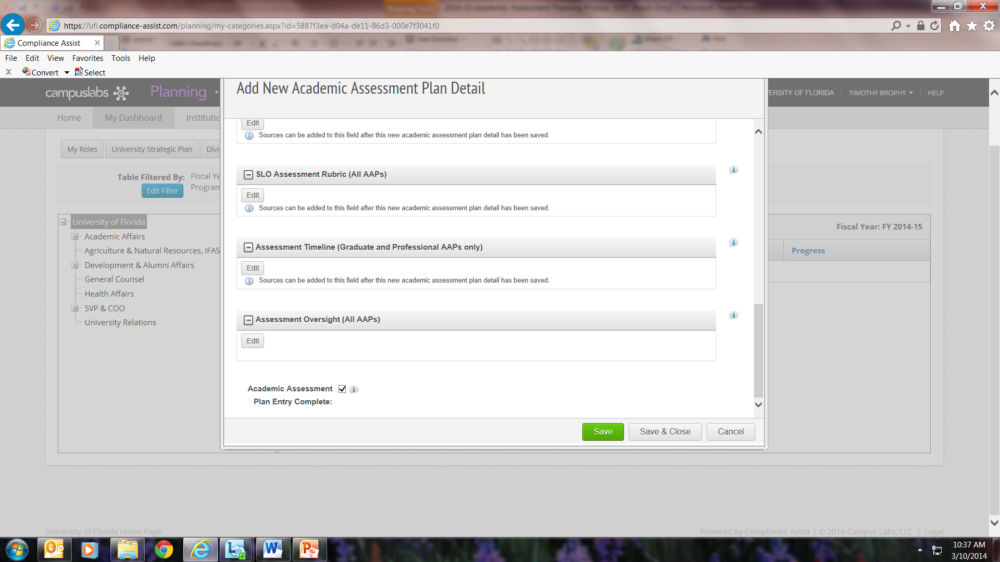 https://ufl.compliance-assist.com/planning/my-categories.aspx?id=5887f3ea-d04a-de11-86d3-000e7f3041f0
Compliance Assist
File Edit View Favorites Tools Help
Convert Select
campuslabs Planning
Add New Academic Assessment Plan Detail
ERSITY OF FLORIDA TIMOTHY BROPHY HELP
Home My Dashboard Institutio
Edit
Sources can be added to this field after this new academic assessment plan detail has been saved.
My Roles University Strategic Plan Divi
Table Filtered By: Fiscal Ye
Edit Filter Program
SLO Assessment Rubric (All AAPs)
Edit
Sources can be added to this field after this new academic assessment plan detail has been saved.
University of Florida
Academic Affairs
Agriculture & Natural Resources, IFAS
Development & Alumni Affairs
General Counsel
Health Affairs
SVP & COO
University Relations
Fiscal Year: FY 2014-15
Progress
Assessment Timeline (Graduate and Professional AAPs only)
Edit
Sources can be added to this field after this new academic assessment plan detail has been saved.
Assessment Oversight (All AAPs)
Edit
Academic Assessment
Plan Entry Complete:
Save Save & Close Cancel
University of Florida Home Page
Powered by Compliance Assist | © 2014 Campus Labs, LLC | Legal
10:37 AM
3/10/2014